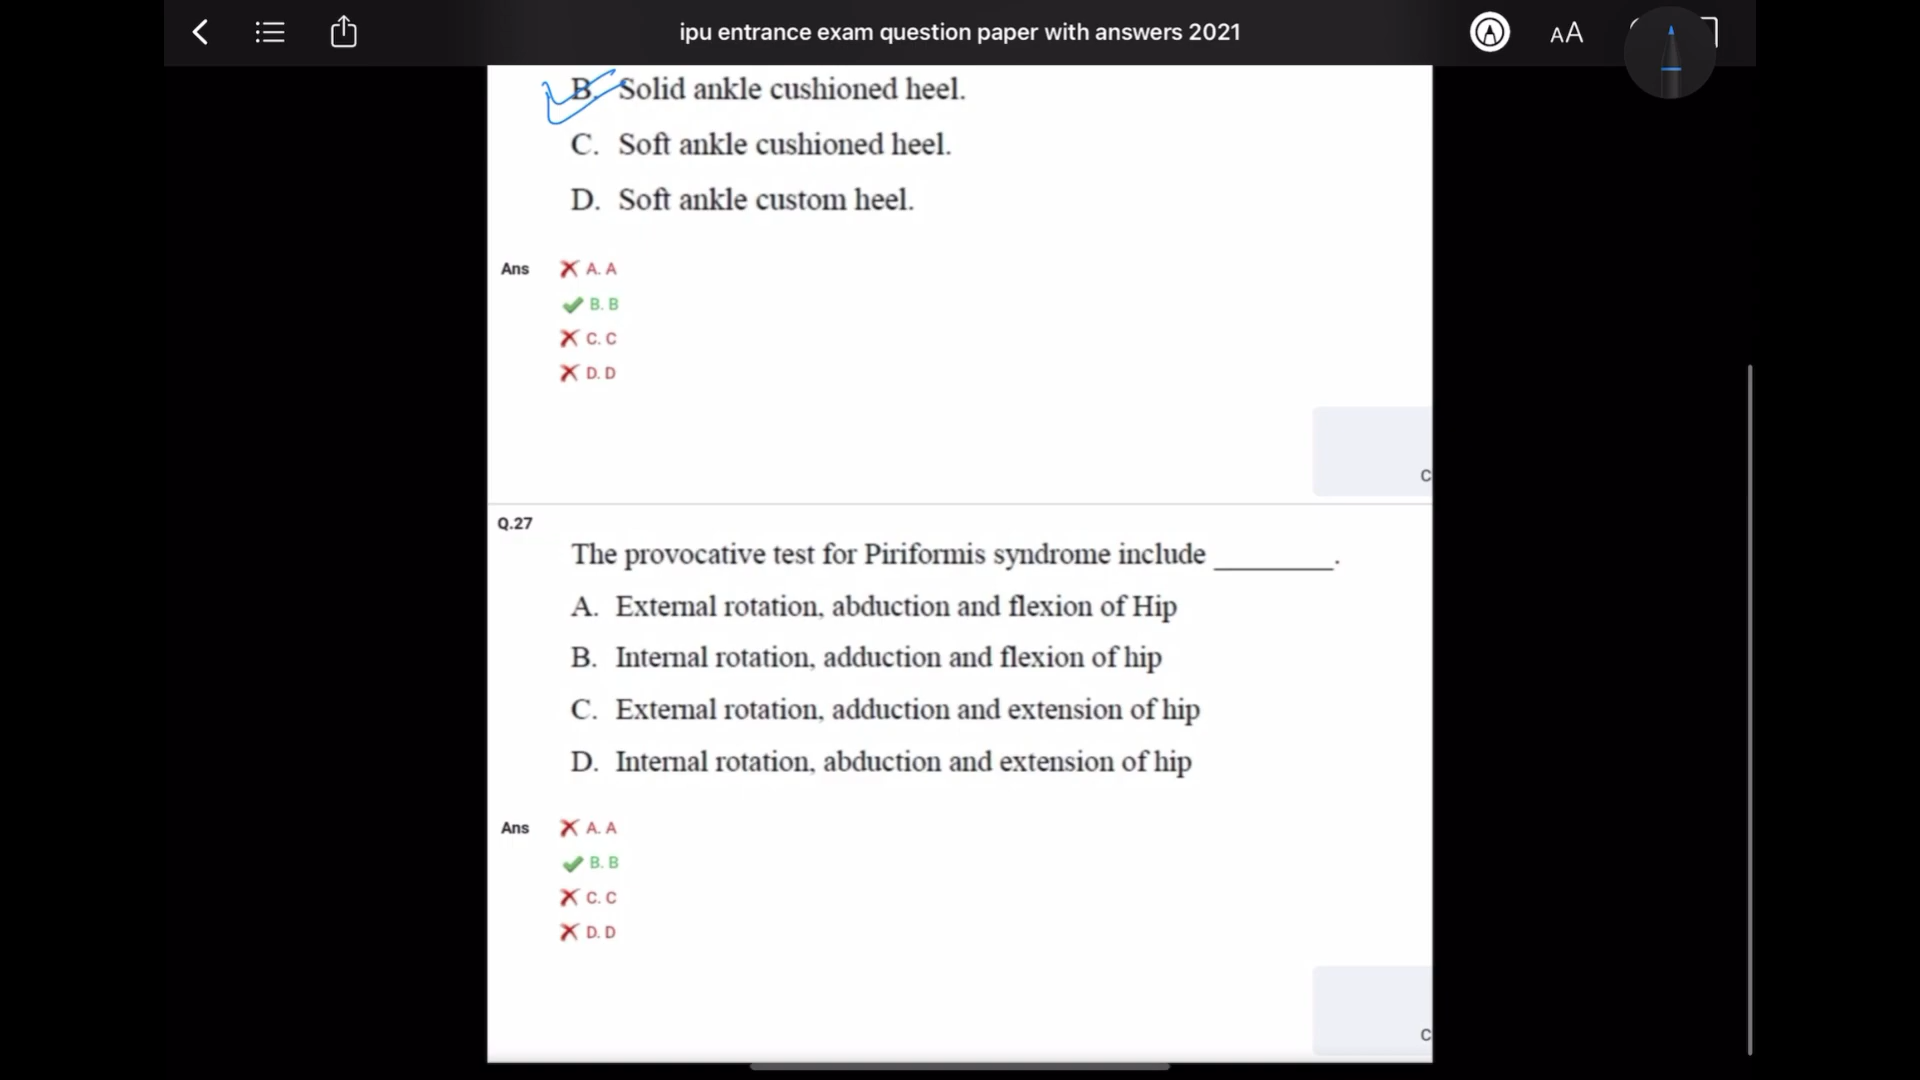 ipu entrance exam question paper with answers 2021
AA
B. Solid ankle cushioned heel.
C. Soft ankle cushioned heel.
D. Soft ankle custom heel.
Ans A. A
B. B
C. C
D. D
C
Q.27
The provocative test for Piriformis syndrome include ________.
A. External rotation, abduction and flexion of Hip
B. Internal rotation, adduction and flexion of hip
C. External rotation, adduction and extension of hip
D. Internal rotation, abduction and extension of hip
Ans A. A
B. B
C. C
D. D
C